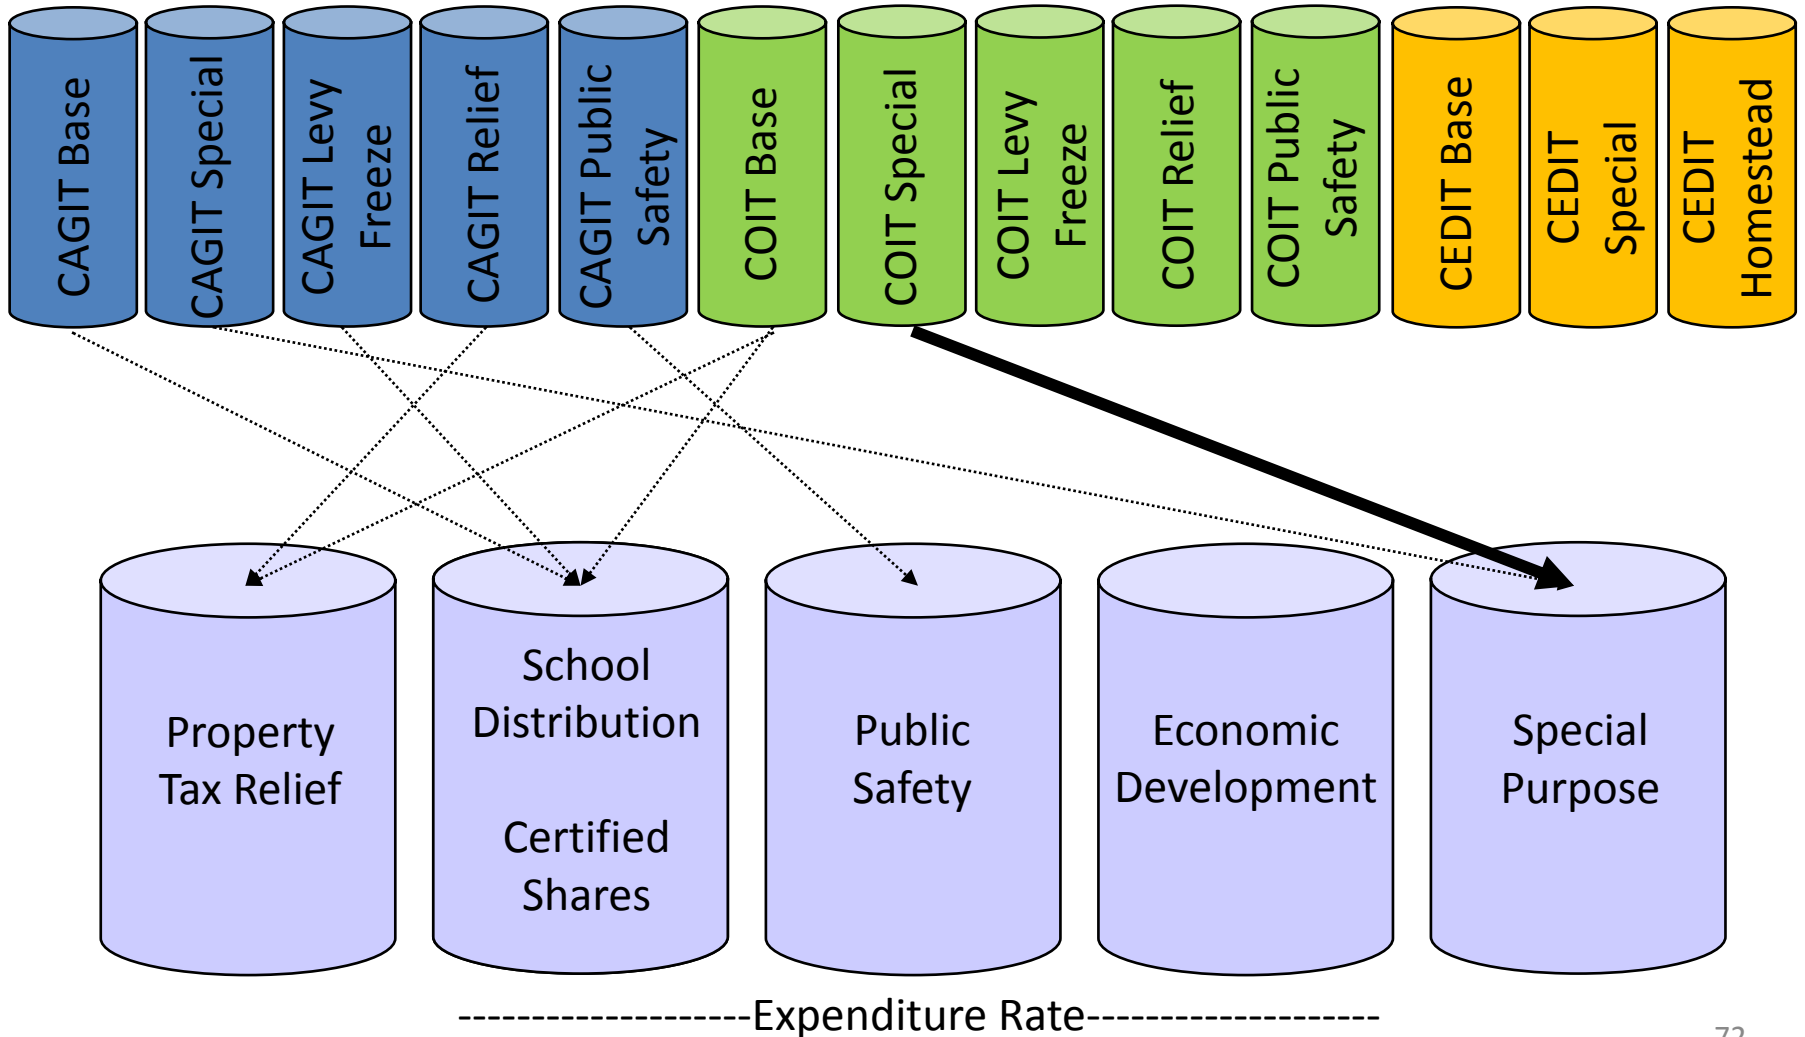 CAGIT Base
CAGIT Special
CAGIT Levy
Freeze
CAGIT Relief
CAGIT Public
Safety
COIT Base
COIT Special
COIT Levy
Freeze
COIT Relief
COIT Public
Safety
CEDIT Base
CEDIT
Special
CEDIT
Homestead
Property
Tax Relief
School
Distribution
Certified
Shares
Public
Safety
Economic
Development
Special
Purpose
--------------------Expenditure Rate--------------------
72